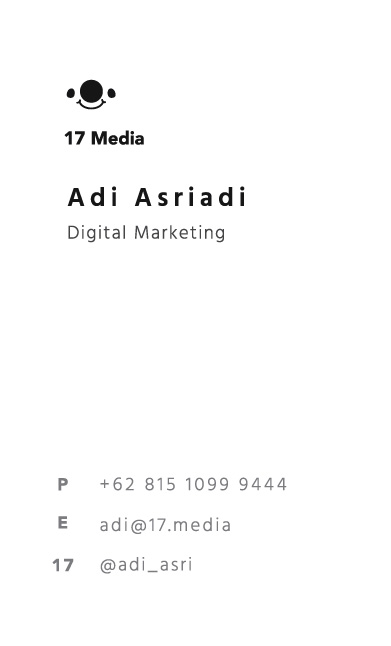 17 Media
Adi Asriadi
Digital Marketing
P +62 815 1099 9444
E adi@17.media
17 @adi_asri